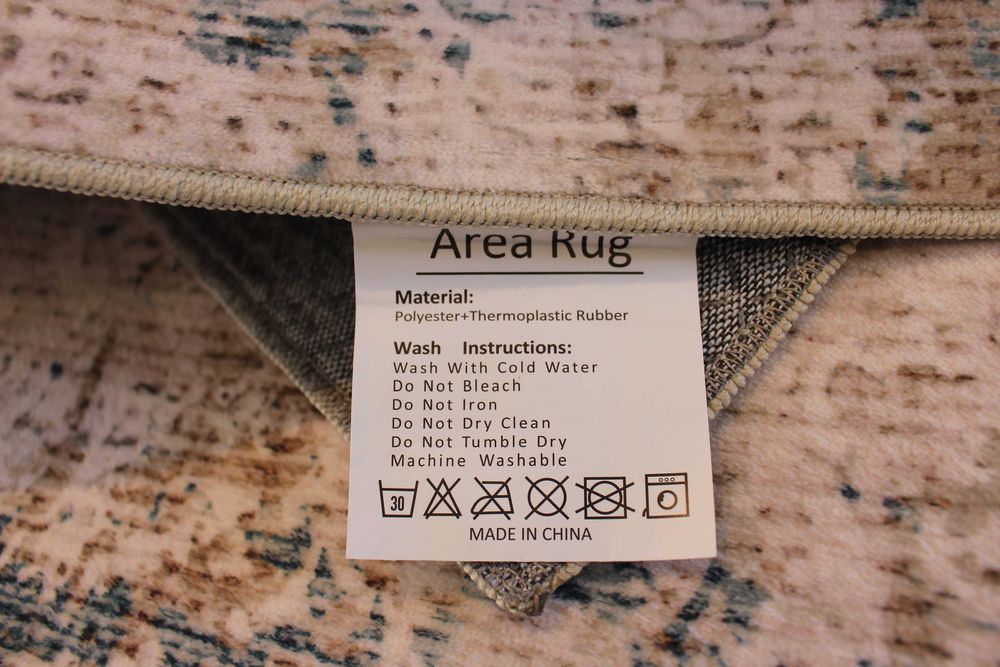 Area Rug
Material:
Polyester+Thermoplastic Rubber
Wash Instructions:
Wash With Cold Water
Do Not Bleach
Do Not Iron
Do Not Dry Clean
Do Not Tumble Dry
Machine Washable
30
MADE IN CHINA